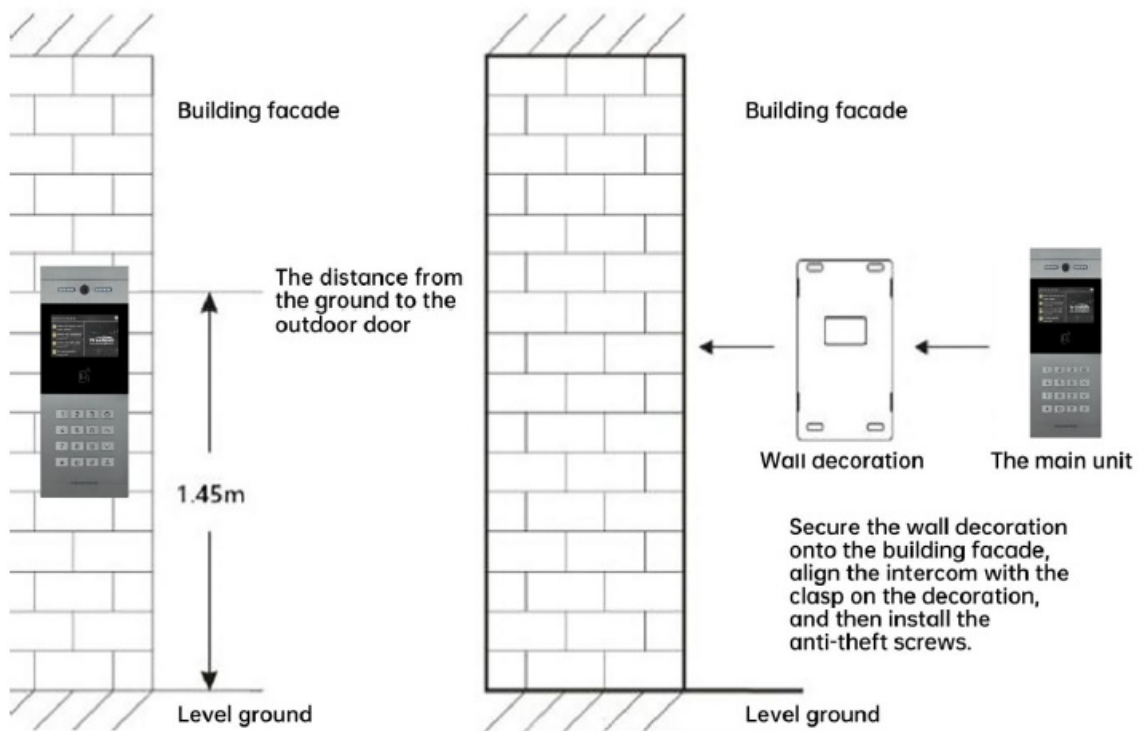 Building facade
The distance from
the ground to the
outdoor door
1.45m
Level ground
Building facade
Wall decoration
The main unit
Secure the wall decoration
onto the building facade,
align the intercom with the
clasp on the decoration,
and then install the
anti-theft screws.
Level ground